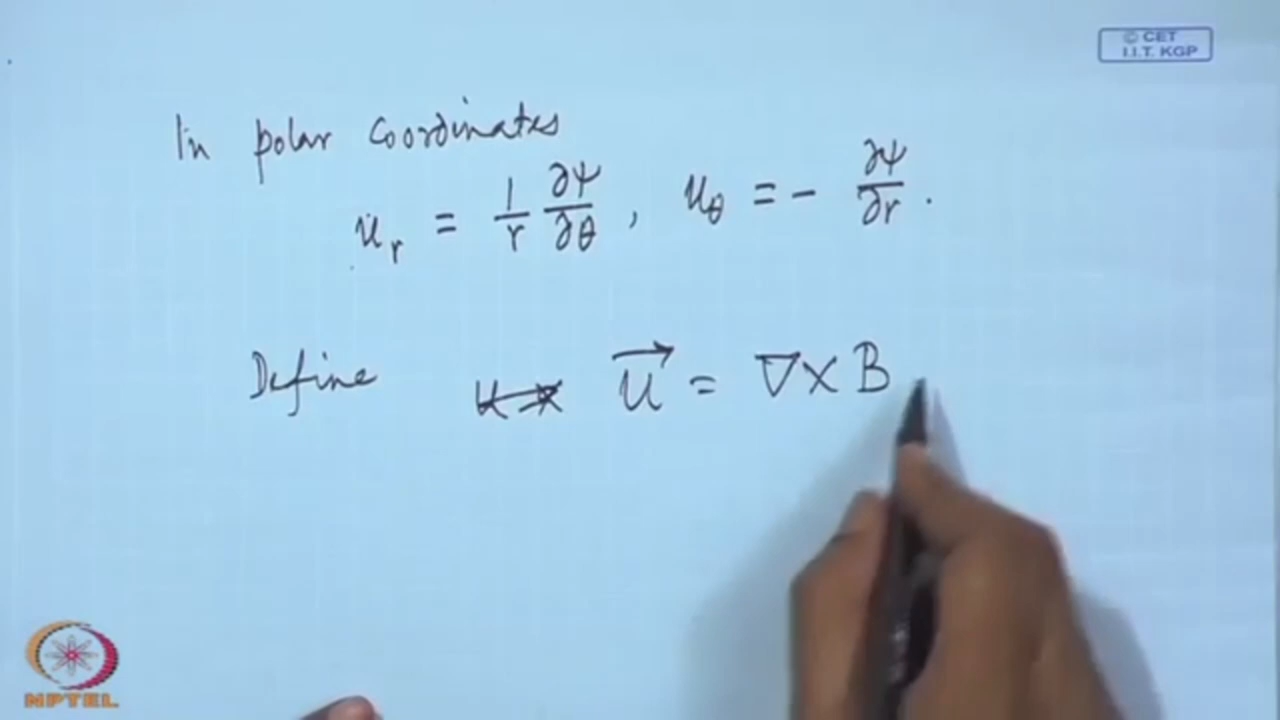 © CET
I.I.T. KGP
In polar coordinates
u_r = 1/r ∂ψ/∂θ, u_θ = - ∂ψ/∂r.
Define u⃗ = ∇×B
NPTEL